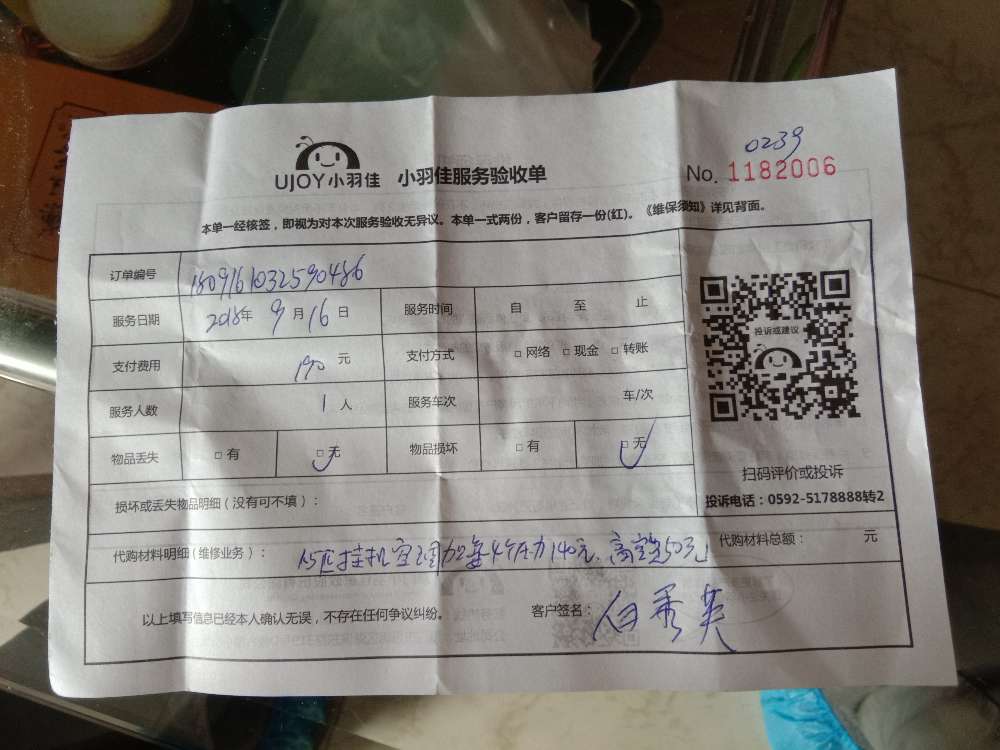 0239
UJOY小羽佳 小羽佳服务验收单 No. 1182006
本单一经核签，即视为对本次服务验收无异议。本单一式两份，客户留存一份(红)。《维保须知》详见背面。
订单编号 1809161032590486
服务日期 2018年 9月16日 服务时间 自 至 止
支付费用 190 元 支付方式 □网络 □现金 □转账
服务人数 1人 服务车次 车/次
物品丢失 □有 □无 物品损坏 □有 □无
投诉或建议
扫码评价或投诉
投诉电话：0592-5178888转2
损坏或丢失物品明细（没有可不填）：
代购材料明细(维修业务)： 1.5匹挂机 加 4个压力140元、高空费50元 代购材料总额： 元
以上填写信息已经本人确认无误，不存在任何争议纠纷。 客户签名： 秀英